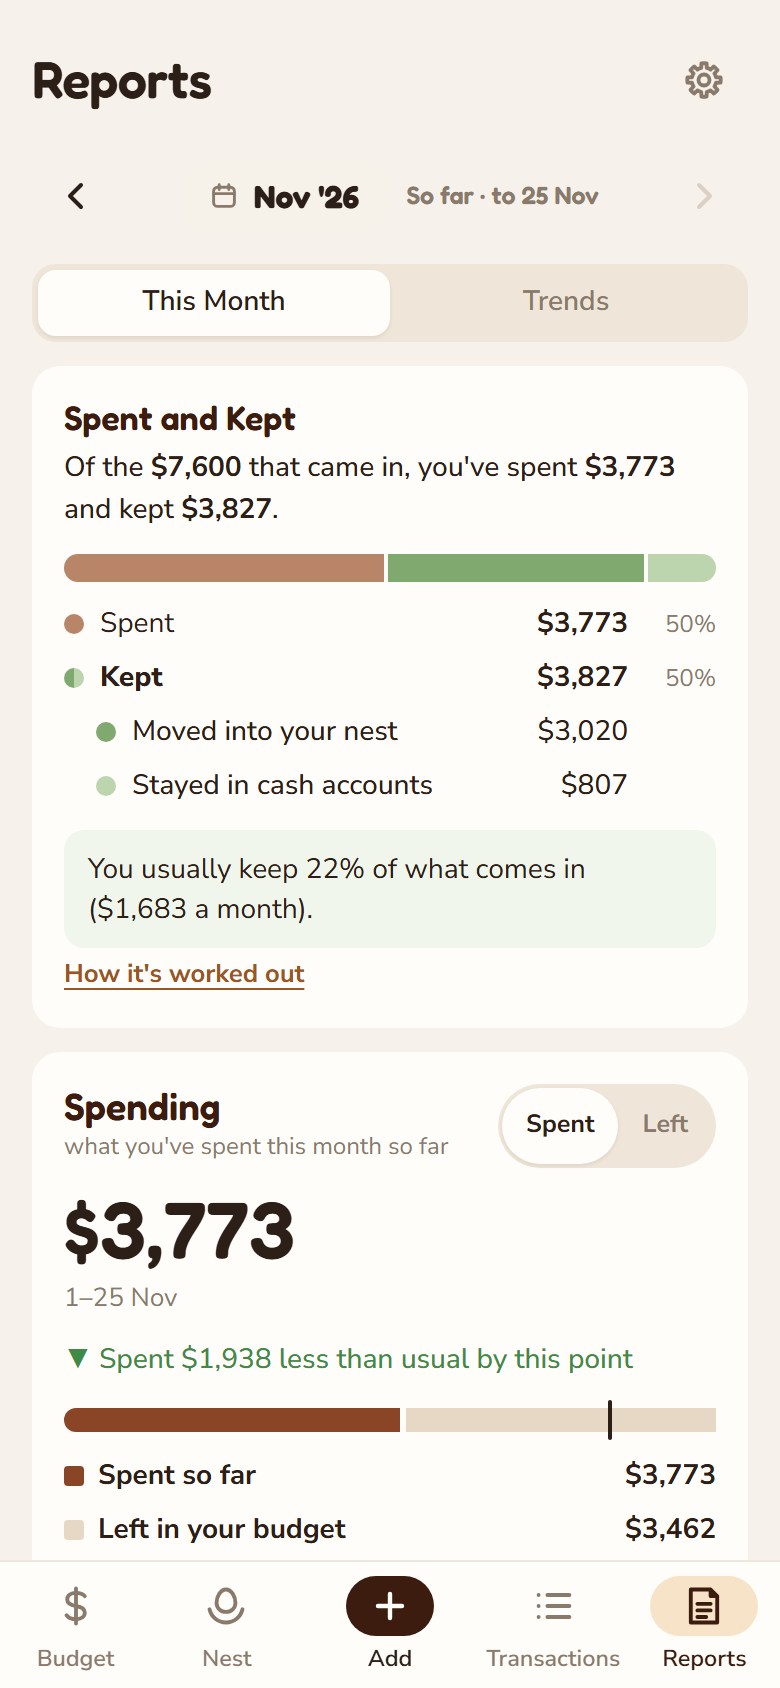 Reports
Nov '26 So far · to 25 Nov
This Month Trends
Spent and Kept
Of the $7,600 that came in, you've spent $3,773
and kept $3,827.
Spent $3,773 50%
Kept $3,827 50%
Moved into your nest $3,020
Stayed in cash accounts $807
You usually keep 22% of what comes in
($1,683 a month).
How it's worked out
Spending Spent Left
what you've spent this month so far
$3,773
1–25 Nov
▼ Spent $1,938 less than usual by this point
Spent so far $3,773
Left in your budget $3,462
Budget Nest Add Transactions Reports